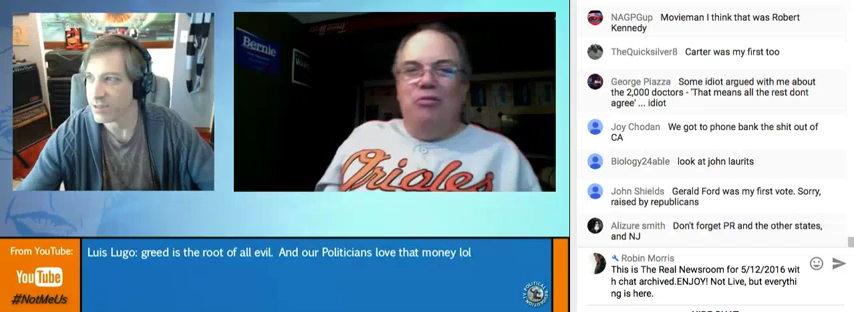 Bernie
Orioles
From YouTube:
You Tube
#NotMeUs
Luis Lugo: greed is the root of all evil.  And our Politicians love that money lol
NAGPGup Movieman I think that was Robert
Kennedy
TheQuicksilver8 Carter was my first too
George Piazza Some idiot argued with me about
the 2,000 doctors - 'That means all the rest dont
agree' ... idiot
Joy Chodan We got to phone bank the shit out of
CA
Biology24able look at john laurits
John Shields Gerald Ford was my first vote. Sorry,
raised by republicans
Alizure smith Don't forget PR and the other states,
and NJ
Robin Morris
This is The Real Newsroom for 5/12/2016 wit
h chat archived.ENJOY! Not Live, but everythi
ng is here.